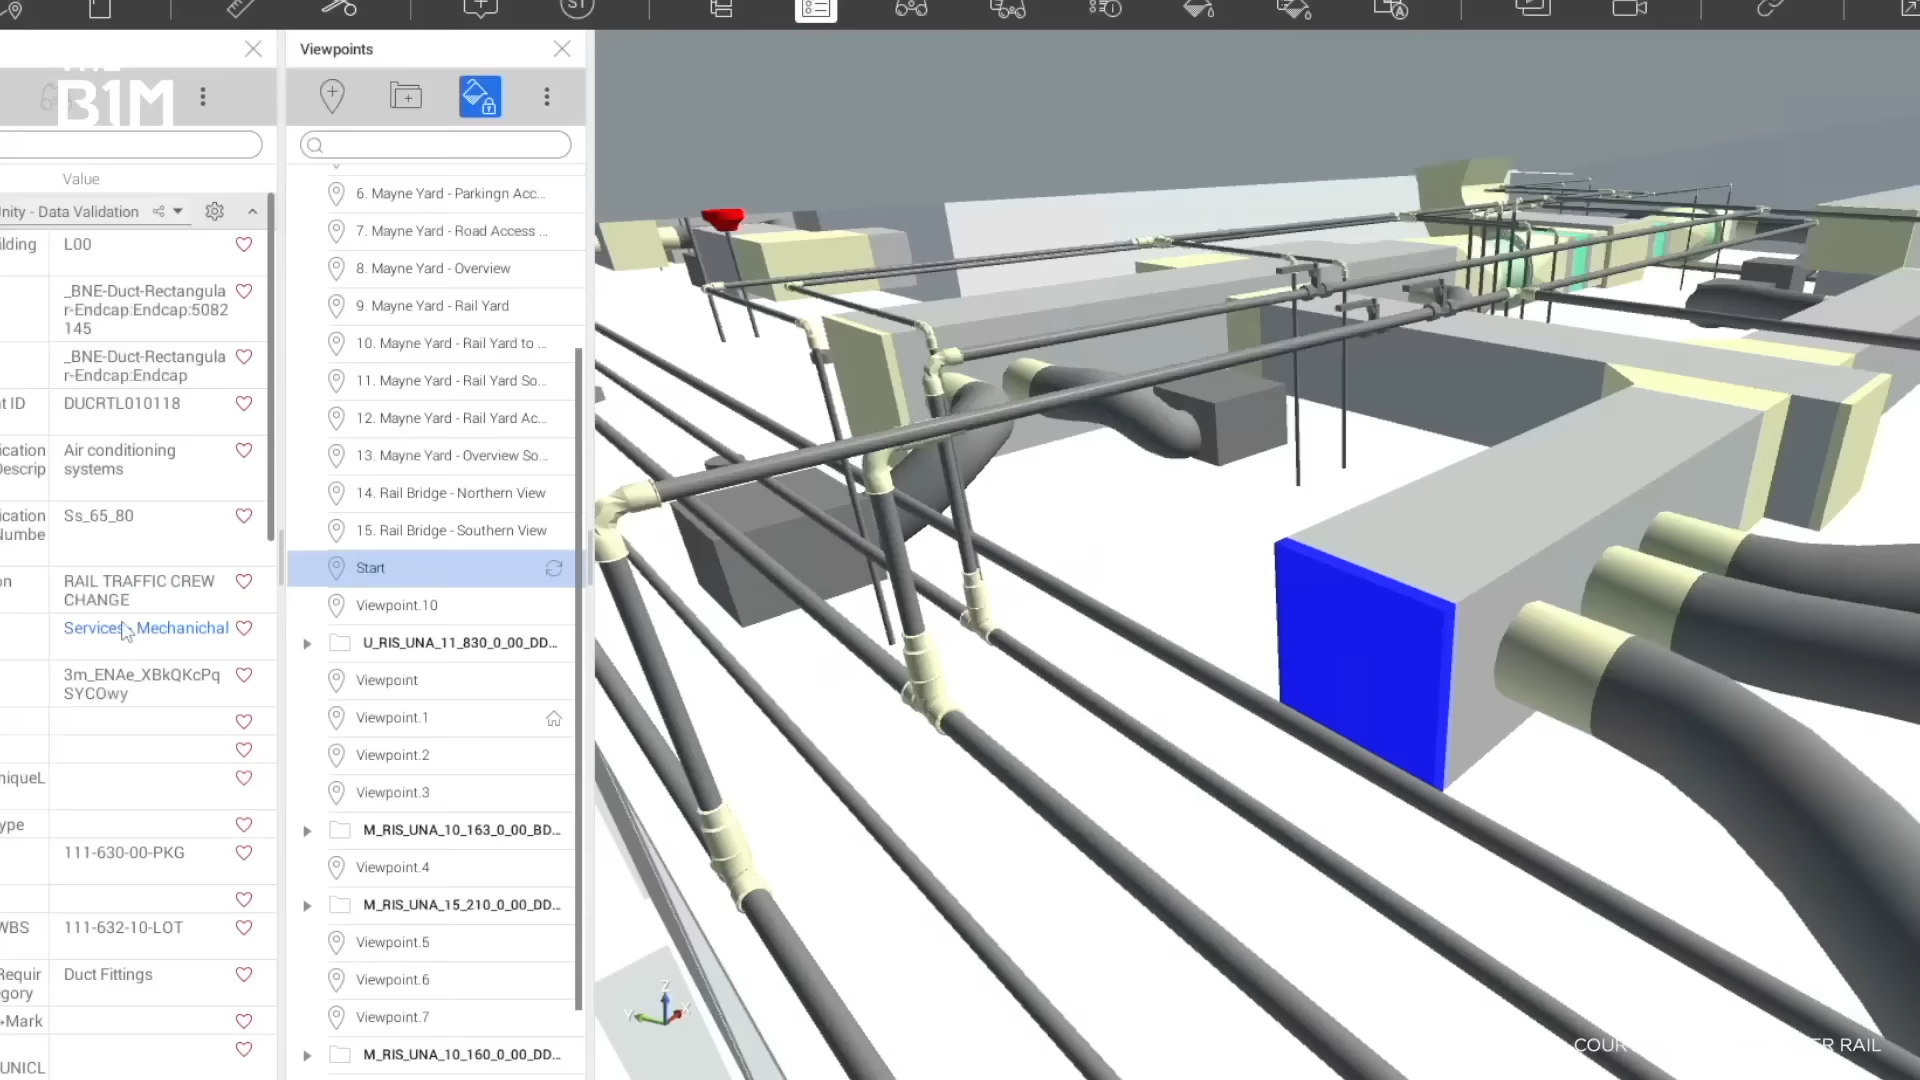 ST
Viewpoints
B1M
Value
nity - Data Validation
ilding
L00
_BNE-Duct-Rectangula
r-Endcap:Endcap:5082
145
_BNE-Duct-Rectangula
r-Endcap:Endcap
t ID
DUCRTL010118
ication
Descrip
Air conditioning
systems
ication
Numbe
Ss_65_80
on
RAIL TRAFFIC CREW
CHANGE
Services - Mechanichal
3m_ENAe_XBkQKcPq
SYCOwy
niqueL
ype
111-630-00-PKG
WBS
111-632-10-LOT
Requir
gory
Duct Fittings
Mark
UNICL
6. Mayne Yard - Parkingn Acc...
7. Mayne Yard - Road Access ...
8. Mayne Yard - Overview
9. Mayne Yard - Rail Yard
10. Mayne Yard - Rail Yard to ...
11. Mayne Yard - Rail Yard So...
12. Mayne Yard - Rail Yard Ac...
13. Mayne Yard - Overview So...
14. Rail Bridge - Northern View
15. Rail Bridge - Southern View
Start
Viewpoint.10
U_RIS_UNA_11_830_0_00_DD...
Viewpoint
Viewpoint.1
Viewpoint.2
Viewpoint.3
M_RIS_UNA_10_163_0_00_BD...
Viewpoint.4
M_RIS_UNA_15_210_0_00_DD...
Viewpoint.5
Viewpoint.6
Viewpoint.7
M_RIS_UNA_10_160_0_00_DD...
Z
Y
X
RAIL